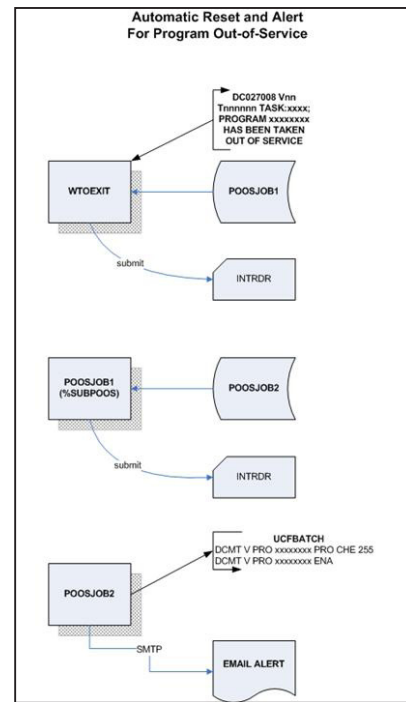 Automatic Reset and Alert
For Program Out-of-Service
DC027008 Vnn
Tnnnnnn TASK:xxxx;
PROGRAM xxxxxxxx
HAS BEEN TAKEN
OUT OF SERVICE
WTOEXIT
POOSJOB1
submit
INTRDR
POOSJOB1
(%SUBPOOS)
POOSJOB2
submit
INTRDR
UCFBATCH
DCMT V PRO xxxxxxxx PRO CHE 255
DCMT V PRO xxxxxxxx ENA
POOSJOB2
SMTP
EMAIL ALERT